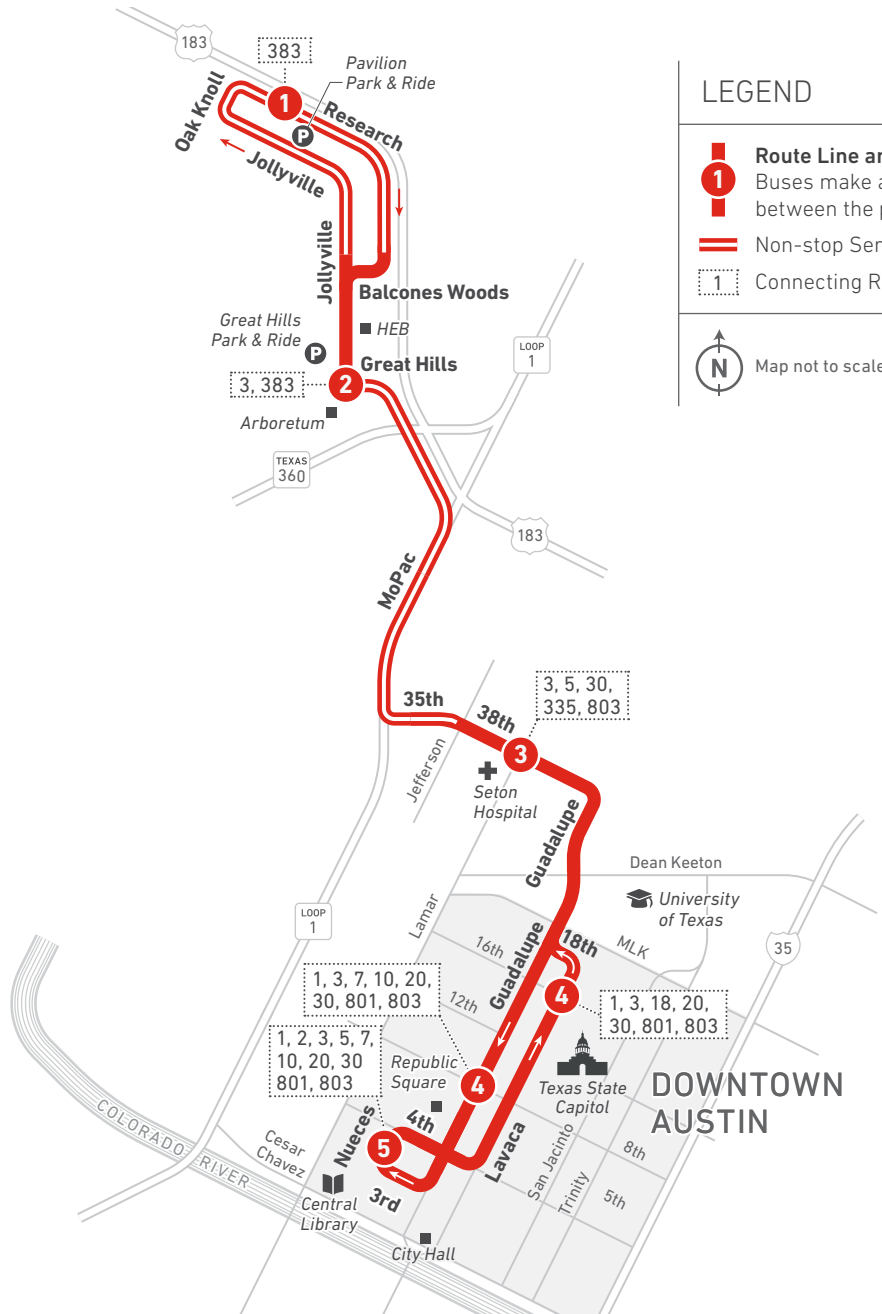 183
383
Pavilion
Park & Ride
1
P
Research
Oak Knoll
Jollyville
Jollyville
Balcones Woods
HEB
Great Hills
Park & Ride
P
Great Hills
2
3, 383
Arboretum
LOOP
1
TEXAS
360
183
MoPac
LEGEND
1
Route Line an
Buses make a
between the p
Non-stop Ser
1
Connecting R
N
Map not to scale
35th
38th
3, 5, 30,
335, 803
3
Jefferson
Seton
Hospital
Guadalupe
Dean Keeton
University
of Texas
LOOP
1
Lamar
MLK
35
16th
Guadalupe
18th
12th
4
1, 3, 7, 10, 20,
30, 801, 803
1, 3, 18, 20,
30, 801, 803
1, 2, 3, 5, 7,
10, 20, 30
801, 803
Republic
Square
4
Texas State
Capitol
DOWNTOWN
AUSTIN
4th
Nueces
5
Lavaca
San Jacinto
Trinity
8th
5th
COLORADO RIVER
Cesar
Chavez
3rd
Central
Library
City Hall